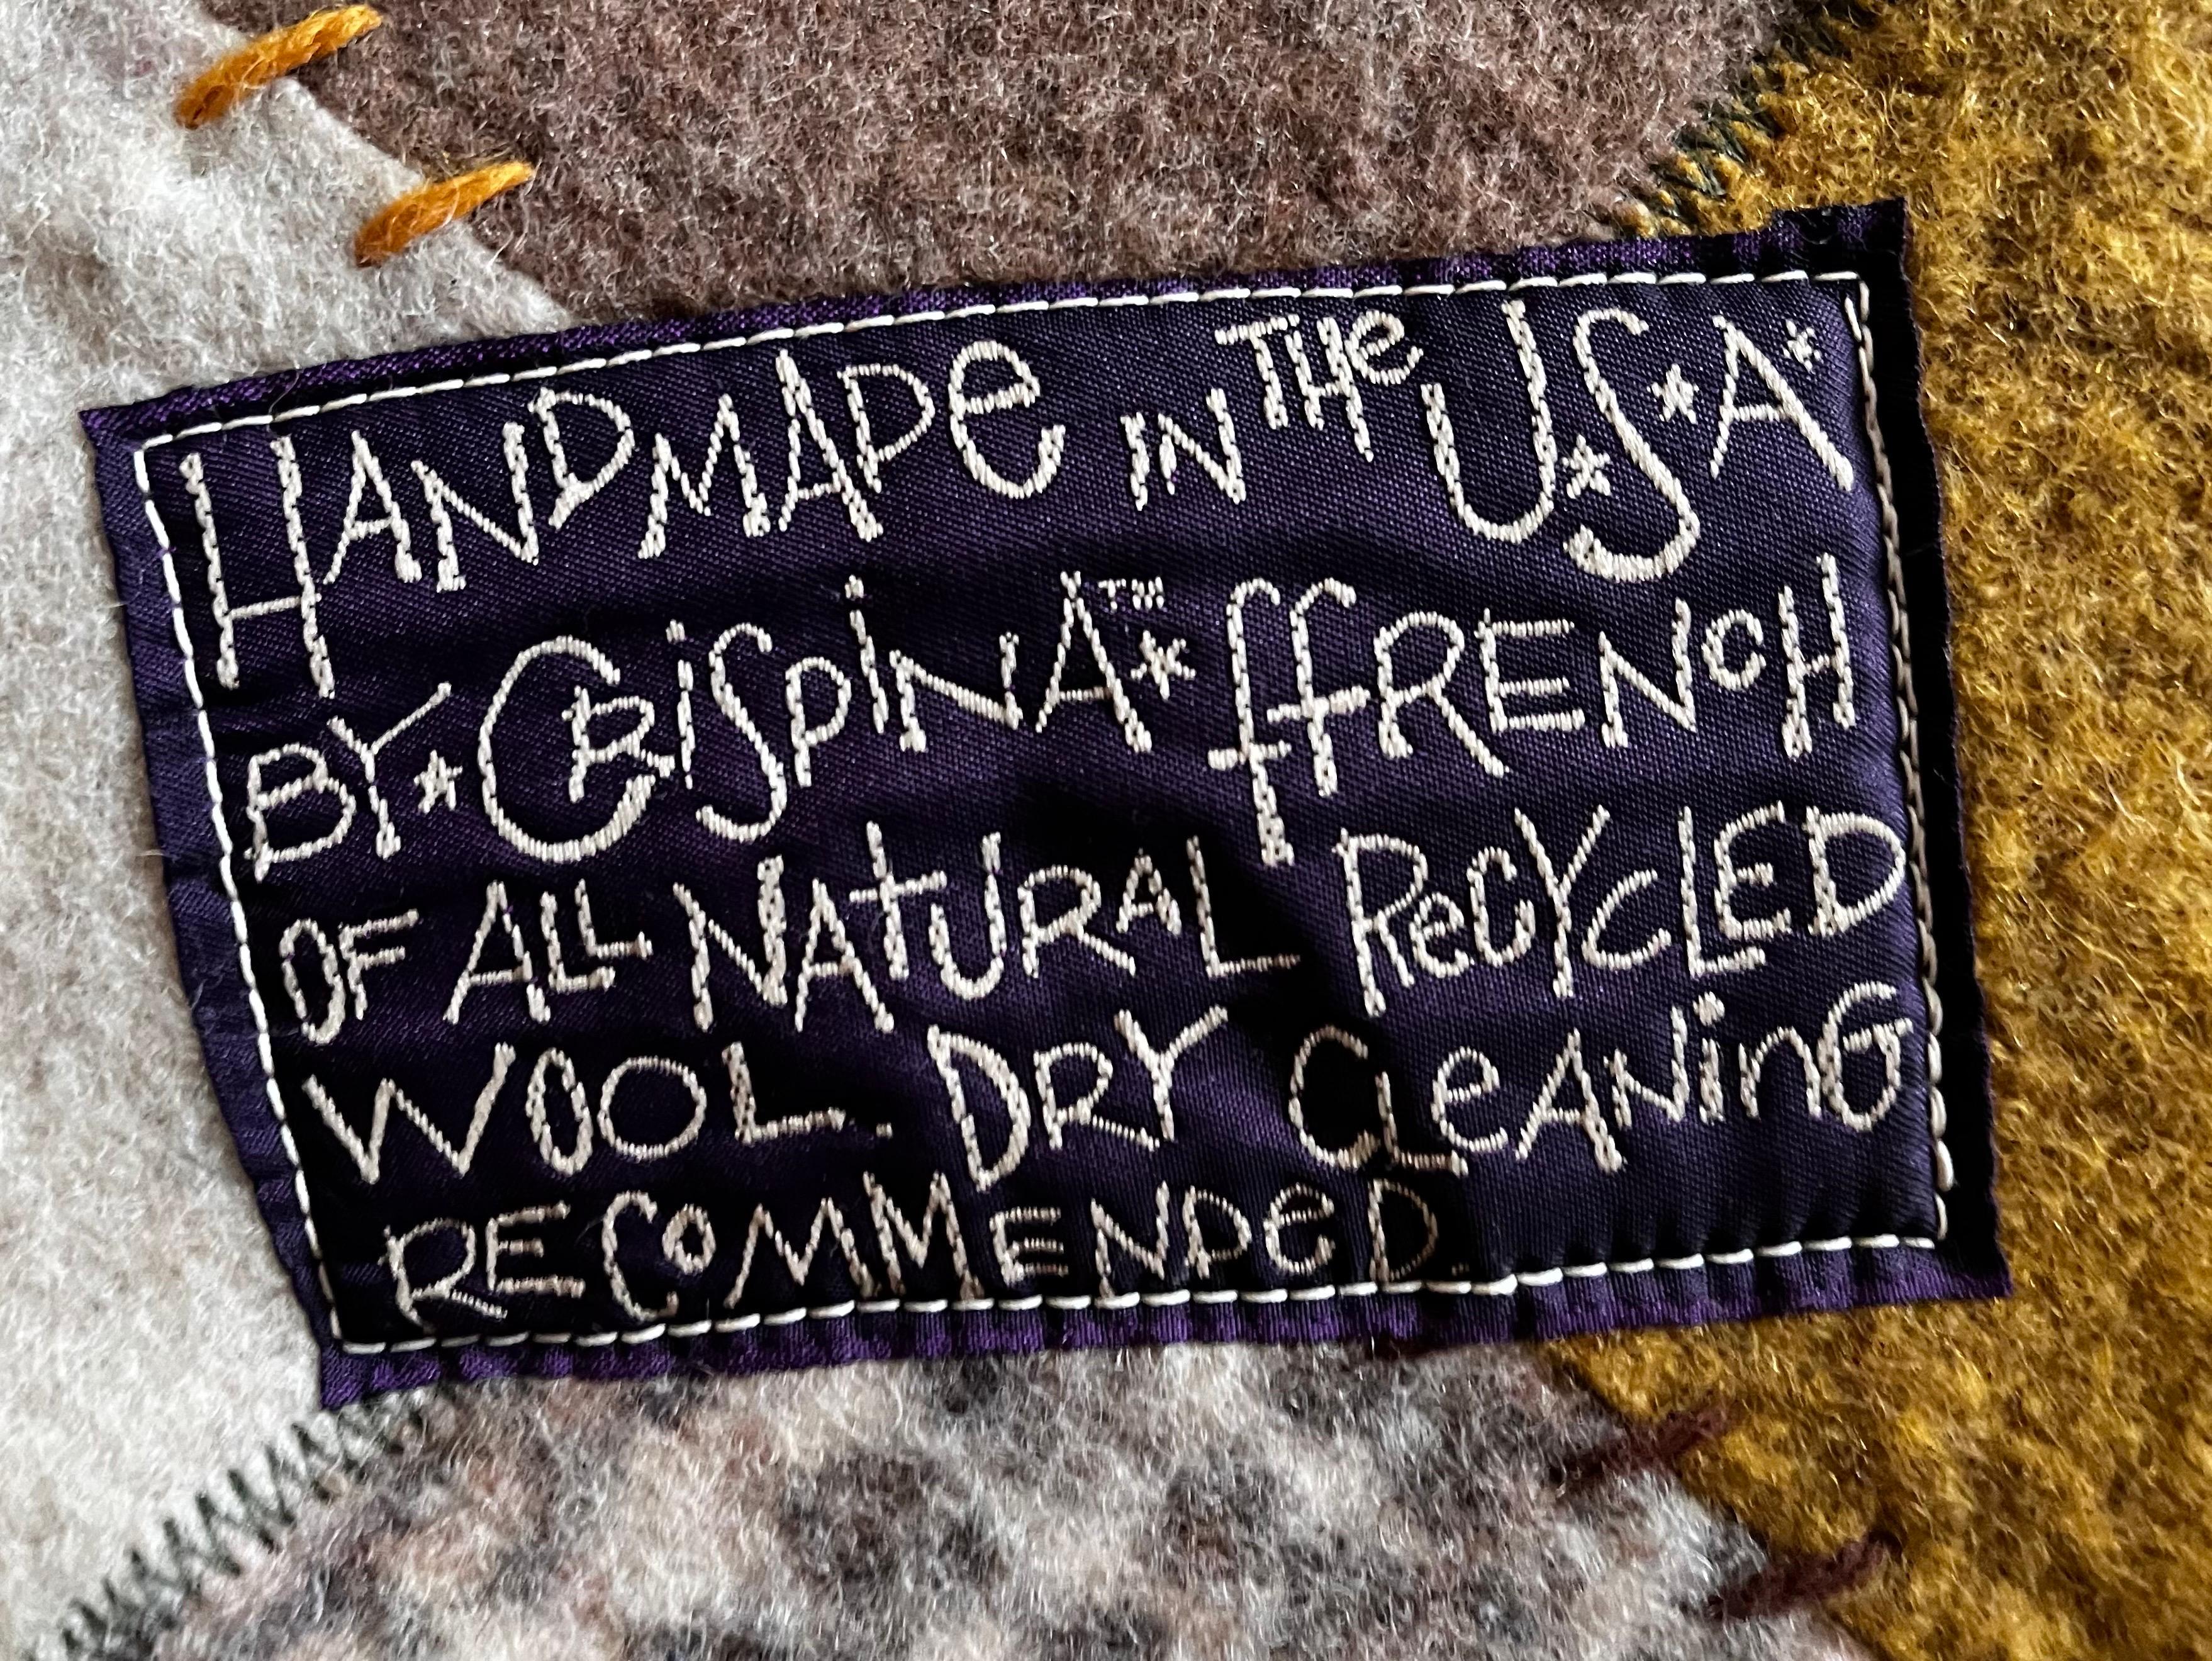 HANDMADe iN THe U*S*A*
BY*CRiSPiNA™*ffRENCH
OF ALL NAtURAL ReCYCLED
WOOL. DRY CLeANinG
RECOMMENDeD.